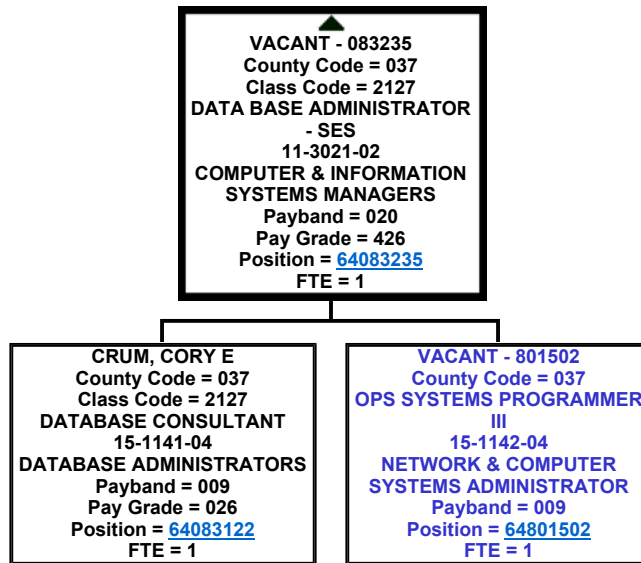 VACANT - 083235
County Code = 037
Class Code = 2127
DATA BASE ADMINISTRATOR
- SES
11-3021-02
COMPUTER & INFORMATION
SYSTEMS MANAGERS
Payband = 020
Pay Grade = 426
Position = 64083235
FTE = 1
CRUM, CORY E
County Code = 037
Class Code = 2127
DATABASE CONSULTANT
15-1141-04
DATABASE ADMINISTRATORS
Payband = 009
Pay Grade = 026
Position = 64083122
FTE = 1
VACANT - 801502
County Code = 037
OPS SYSTEMS PROGRAMMER
III
15-1142-04
NETWORK & COMPUTER
SYSTEMS ADMINISTRATOR
Payband = 009
Position = 64801502
FTE = 1